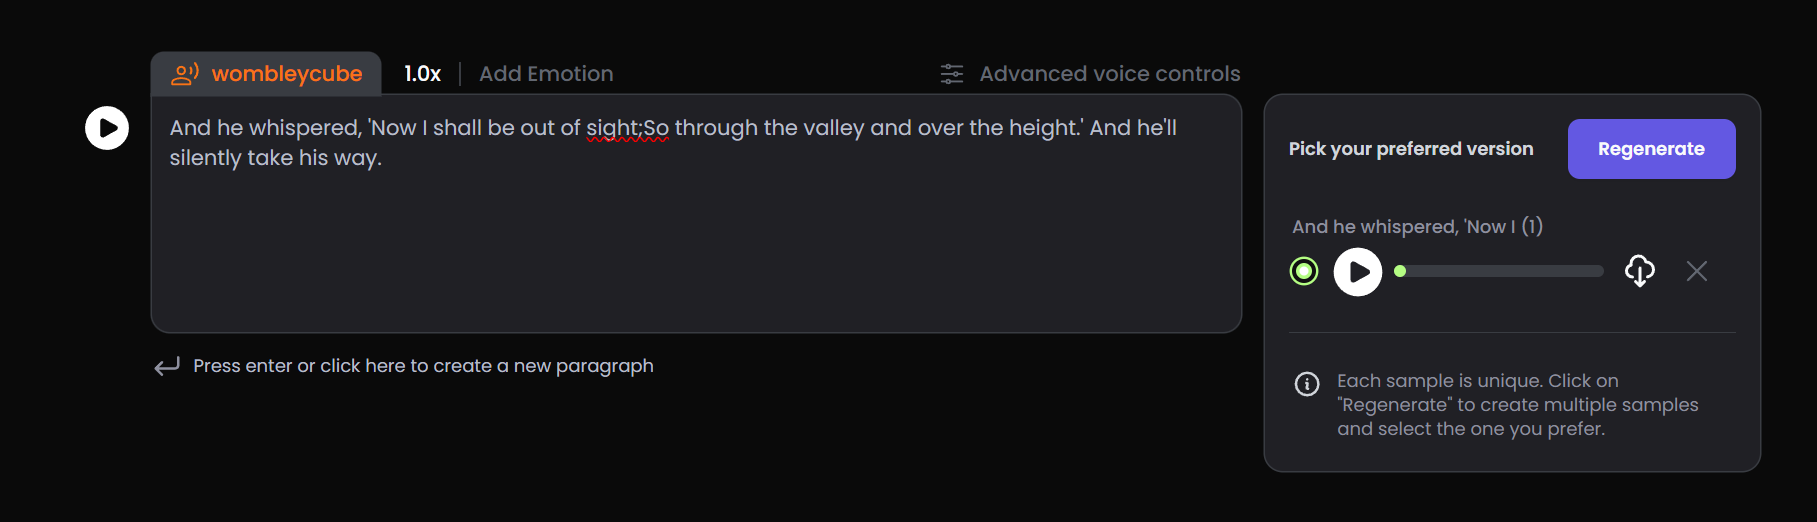 wombleycube 1.0x Add Emotion Advanced voice controls
And he whispered, 'Now I shall be out of sight;So through the valley and over the height.' And he'll
silently take his way.
Press enter or click here to create a new paragraph
Pick your preferred version Regenerate
And he whispered, 'Now I (1)
Each sample is unique. Click on
"Regenerate" to create multiple samples
and select the one you prefer.